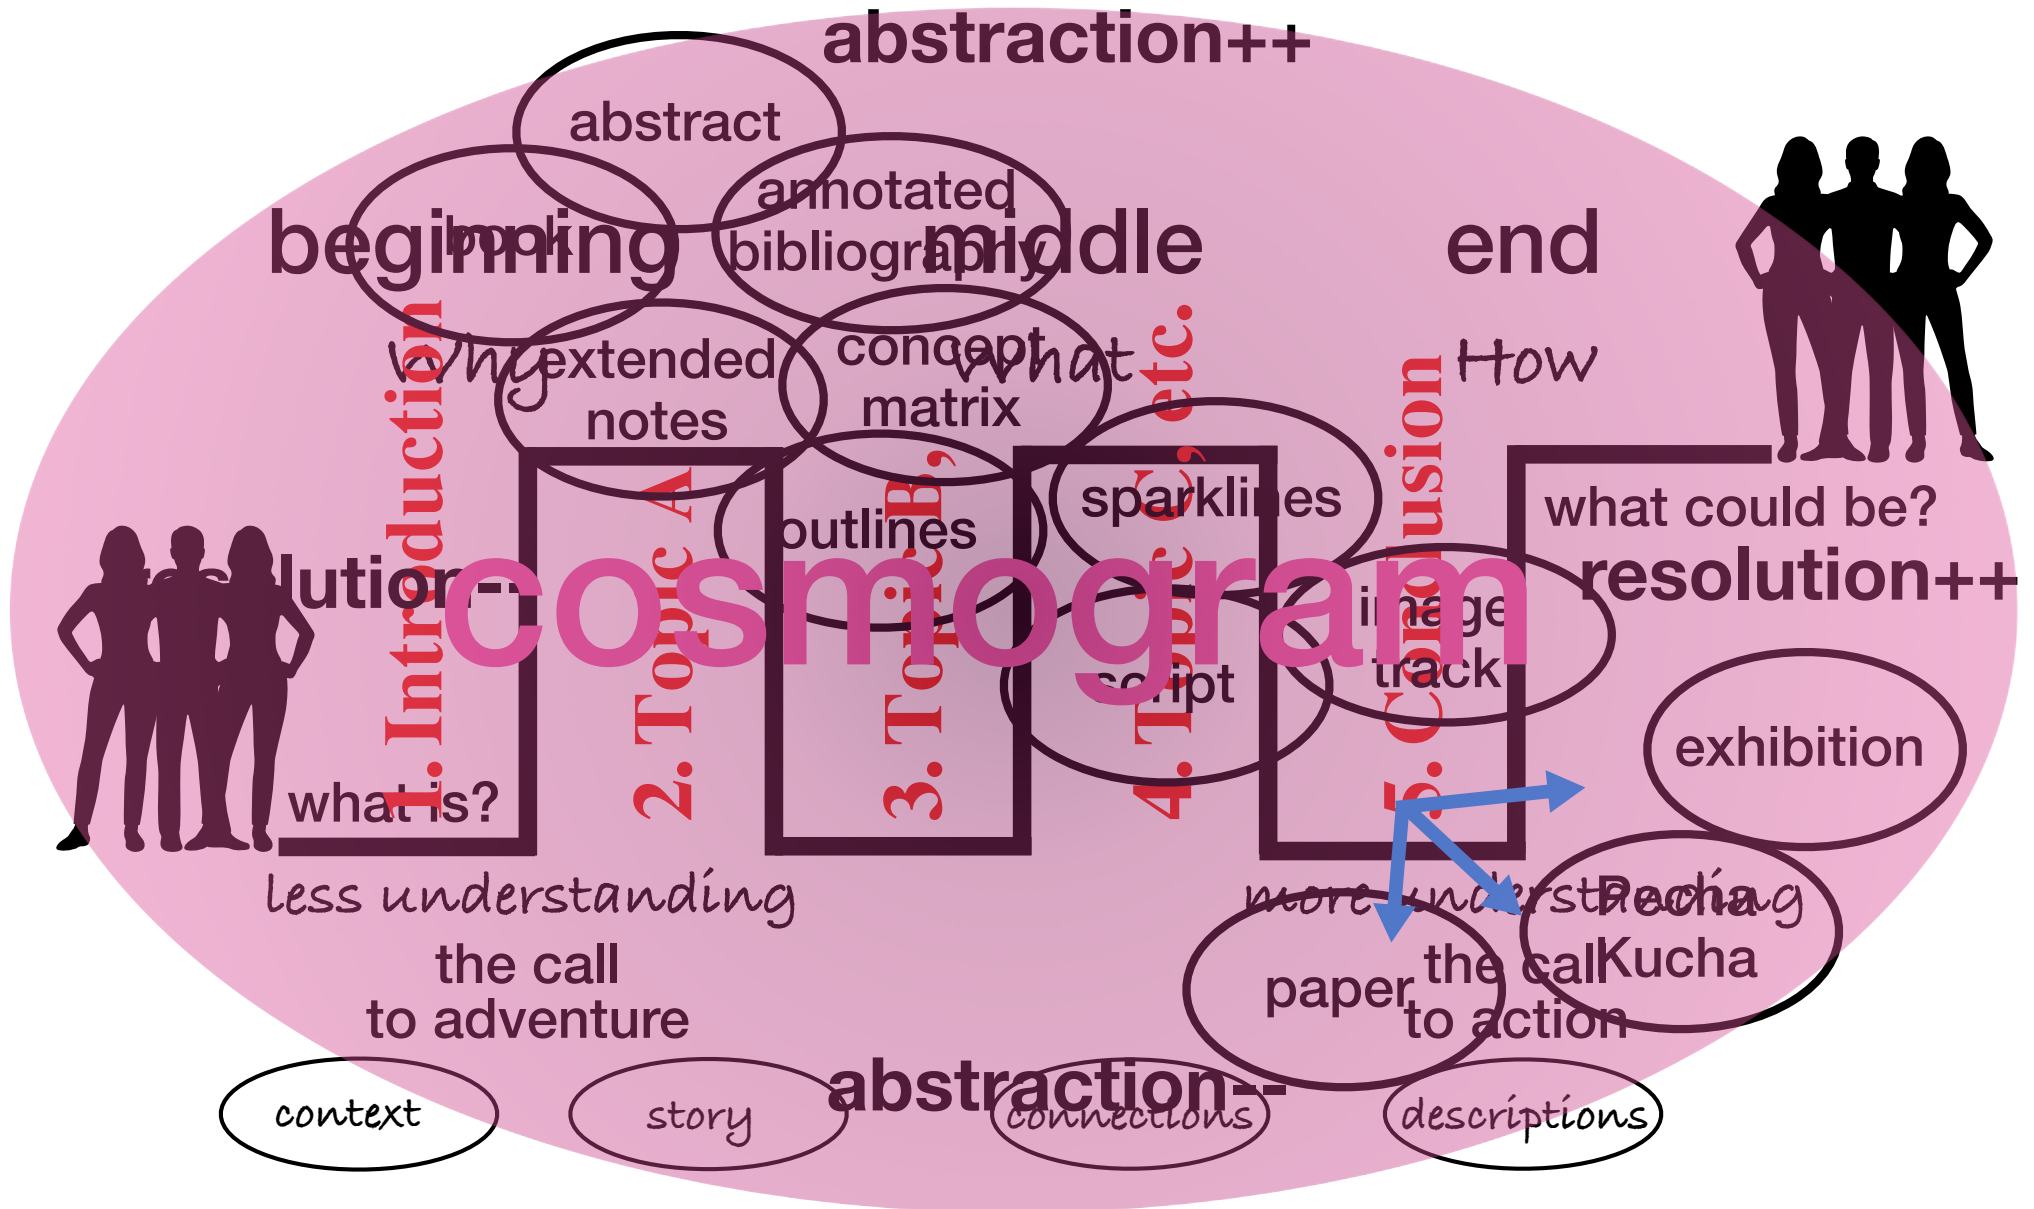 abstraction++
abstract
annotated
bibliography
book
beginning
middle
end
Why
What
How
extended
notes
concept
matrix
1. Introduction
2. Topic A
3. Topic B,
4. Topic C, etc.
5. Conclusion
sparklines
outlines
what could be?
resolution--
cosmogram
resolution++
image
track
script
exhibition
what is?
less understanding
more understanding
Pecha
Kucha
the call
to adventure
paper
the call
to action
abstraction--
context
story
connections
descriptions